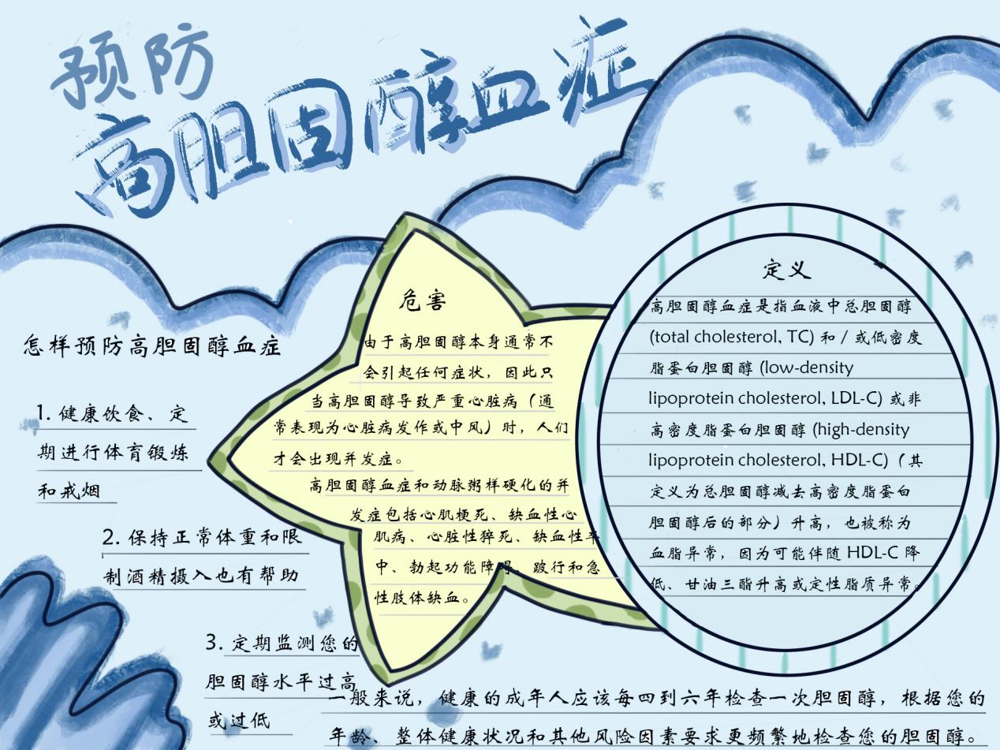 预防
高胆固醇血症
怎样预防高胆固醇血症
1. 健康饮食、定
期进行体育锻炼
和戒烟
2. 保持正常体重和限
制酒精摄入也有帮助
3. 定期监测您的
胆固醇水平过高
或过低
危害
由于高胆固醇本身通常不
会引起任何症状，因此只
当高胆固醇导致严重心脏病（通
常表现为心脏病发作或中风）时，人们
才会出现并发症。
高胆固醇血症和动脉粥样硬化的并
发症包括心肌梗死、缺血性心
肌病、心脏性猝死、缺血性卒
中、勃起功能障碍、跛行和急
性肢体缺血。
定义
高胆固醇血症是指血液中总胆固醇
(total cholesterol, TC) 和 / 或低密度
脂蛋白胆固醇 (low-density
lipoprotein cholesterol, LDL-C) 或非
高密度脂蛋白胆固醇 (high-density
lipoprotein cholesterol, HDL-C)（其
定义为总胆固醇减去高密度脂蛋白
胆固醇后的部分）升高，也被称为
血脂异常，因为可能伴随 HDL-C 降
低、甘油三酯升高或定性脂质异常。
一般来说，健康的成年人应该每四到六年检查一次胆固醇，根据您的
年龄、整体健康状况和其他风险因素要求更频繁地检查您的胆固醇。